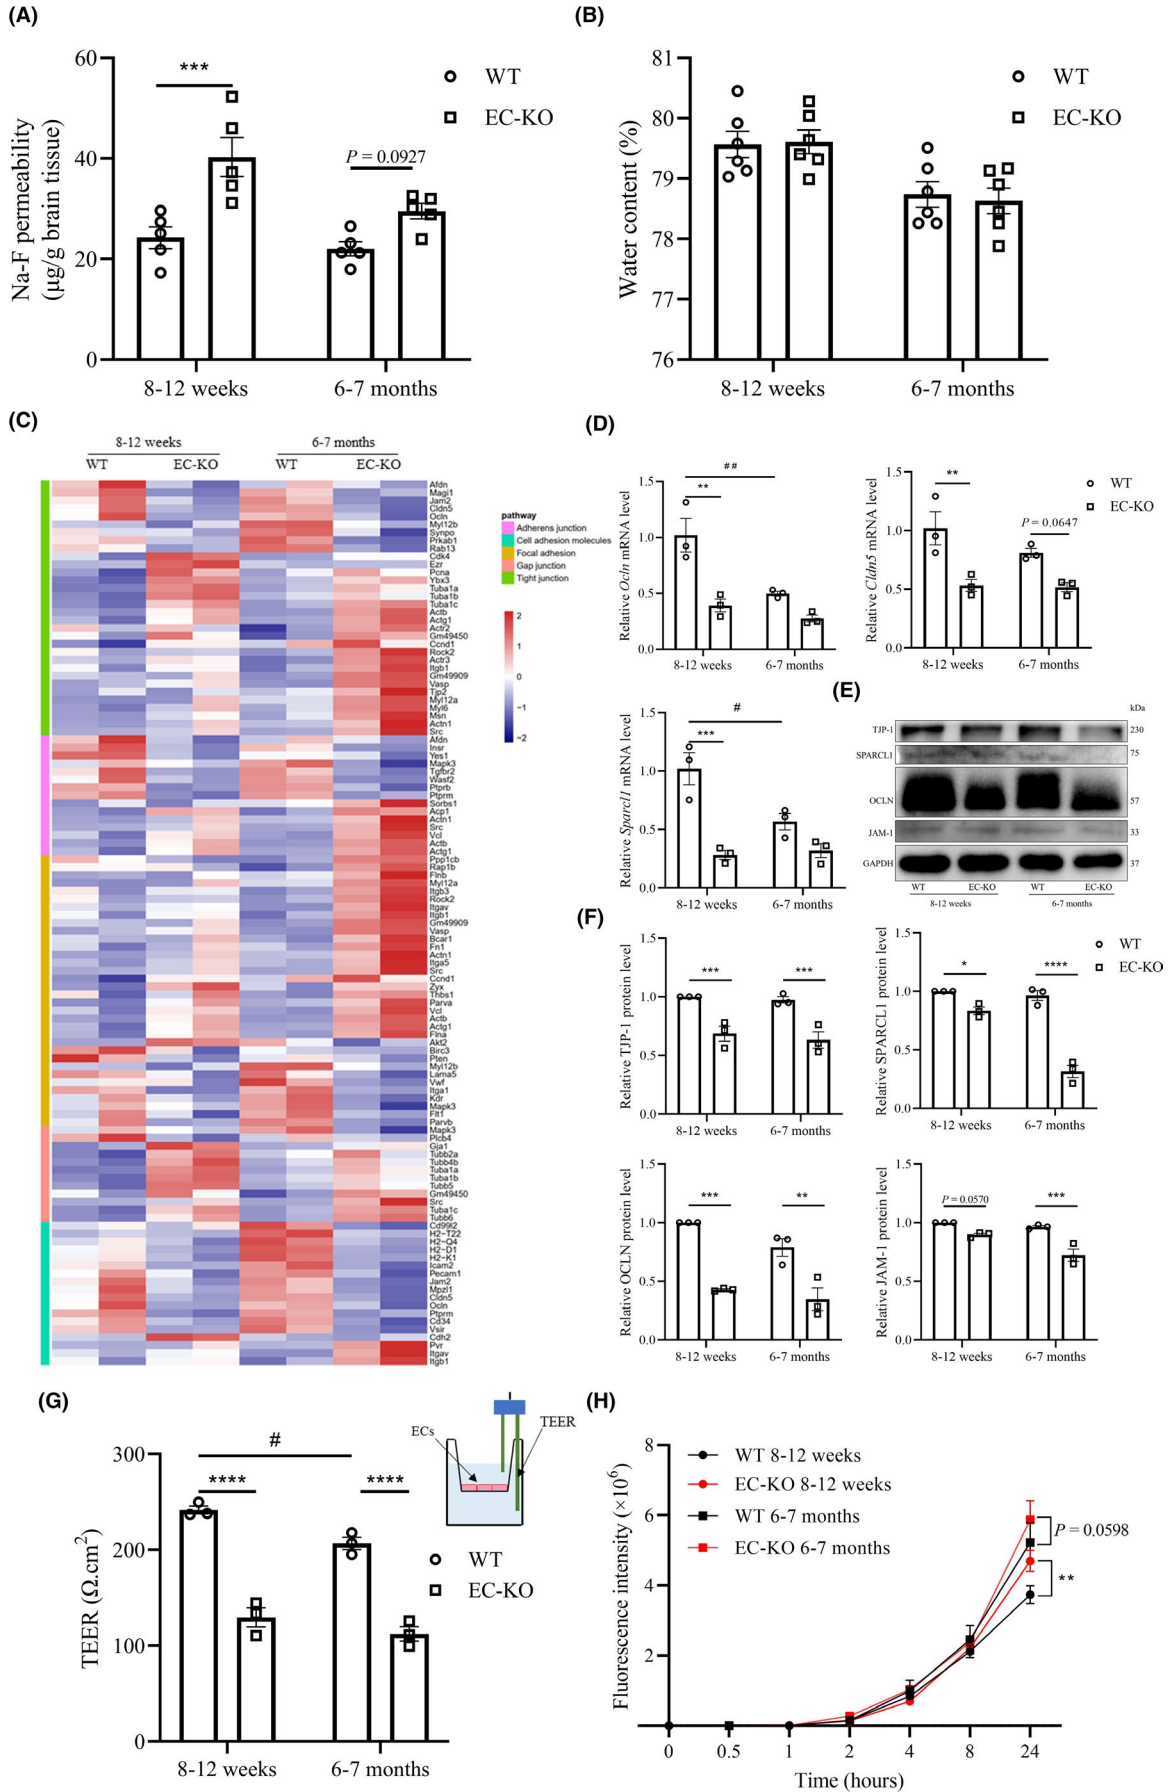 (A)
60
40
20
0
Na-F permeability
(μg/g brain tissue)
***
P = 0.0927
WT
EC-KO
8-12 weeks
6-7 months
(B)
81
80
79
78
77
76
Water content (%)
WT
EC-KO
8-12 weeks
6-7 months
(C)
8-12 weeks
6-7 months
WT
EC-KO
WT
EC-KO
Afdn
Magi1
Jam2
Cldn5
Ocln
Myl12b
Synpo
Prkab1
Rab13
Cdk4
Ezr
Pcna
Ybx3
Tuba1a
Tuba1b
Tuba1c
Actb
Actg1
Actr2
Gm49450
Ccnd1
Rock2
Actr3
Itgb1
Gm49909
Vasp
Tjp2
Myl12a
Myl6
Msn
Actn1
Src
Afdn
Insr
Yes1
Mapk3
Tgfbr2
Wasf2
Ptprb
Ptprm
Sorbs1
Acp1
Actn1
Src
Vcl
Actb
Actg1
Ppp1cb
Rap1b
Flnb
Myl12a
Itgb3
Rock2
Itgav
Itgb1
Gm49909
Vasp
Bcar1
Fn1
Actn1
Itga5
Src
Ccnd1
Zyx
Thbs1
Parva
Vcl
Actb
Actg1
Flna
Akt2
Birc3
Pten
Myl12b
Lama5
Vwf
Itga1
Kdr
Mapk3
Flt1
Parvb
Mapk3
Plcb4
Gja1
Tubb2a
Tubb4b
Tuba1a
Tuba1b
Tubb5
Gm49450
Src
Tuba1c
Tubb6
Cd99l2
H2-T22
H2-Q4
H2-D1
H2-K1
Icam2
Pecam1
Jam2
Mpzl1
Cldn5
Ocln
Ptprm
Cd34
Vsir
Cdh2
Pvr
Itgav
Itgb1
pathway
Adherens junction
Cell adhesion molecules
Focal adhesion
Gap junction
Tight junction
2
1
0
−1
−2
(D)
1.5
1.0
0.5
0.0
Relative Ocln mRNA level
##
**
8-12 weeks
6-7 months
1.5
1.0
0.5
0.0
Relative Cldn5 mRNA level
**
P = 0.0647
WT
EC-KO
8-12 weeks
6-7 months
1.5
1.0
0.5
0.0
Relative Sparcl1 mRNA level
#
***
8-12 weeks
6-7 months
(E)
kDa
TJP-1
230
SPARCL1
75
OCLN
57
JAM-1
33
GAPDH
37
WT
EC-KO
WT
EC-KO
8-12 weeks
6-7 months
(F)
1.5
1.0
0.5
0.0
Relative TJP-1 protein level
***
***
8-12 weeks
6-7 months
1.5
1.0
0.5
0.0
Relative SPARCL1 protein level
*
****
WT
EC-KO
8-12 weeks
6-7 months
1.5
1.0
0.5
0.0
Relative OCLN protein level
***
**
8-12 weeks
6-7 months
1.5
1.0
0.5
0.0
Relative JAM-1 protein level
P = 0.0570
***
8-12 weeks
6-7 months
(G)
300
200
100
0
TEER (Ω.cm2)
#
****
****
ECs
TEER
WT
EC-KO
8-12 weeks
6-7 months
(H)
8
6
4
2
Fluorescence intensity (×10⁶)
WT 8-12 weeks
EC-KO 8-12 weeks
WT 6-7 months
EC-KO 6-7 months
P = 0.0598
**
0
0.5
1
2
4
8
24
Time (hours)